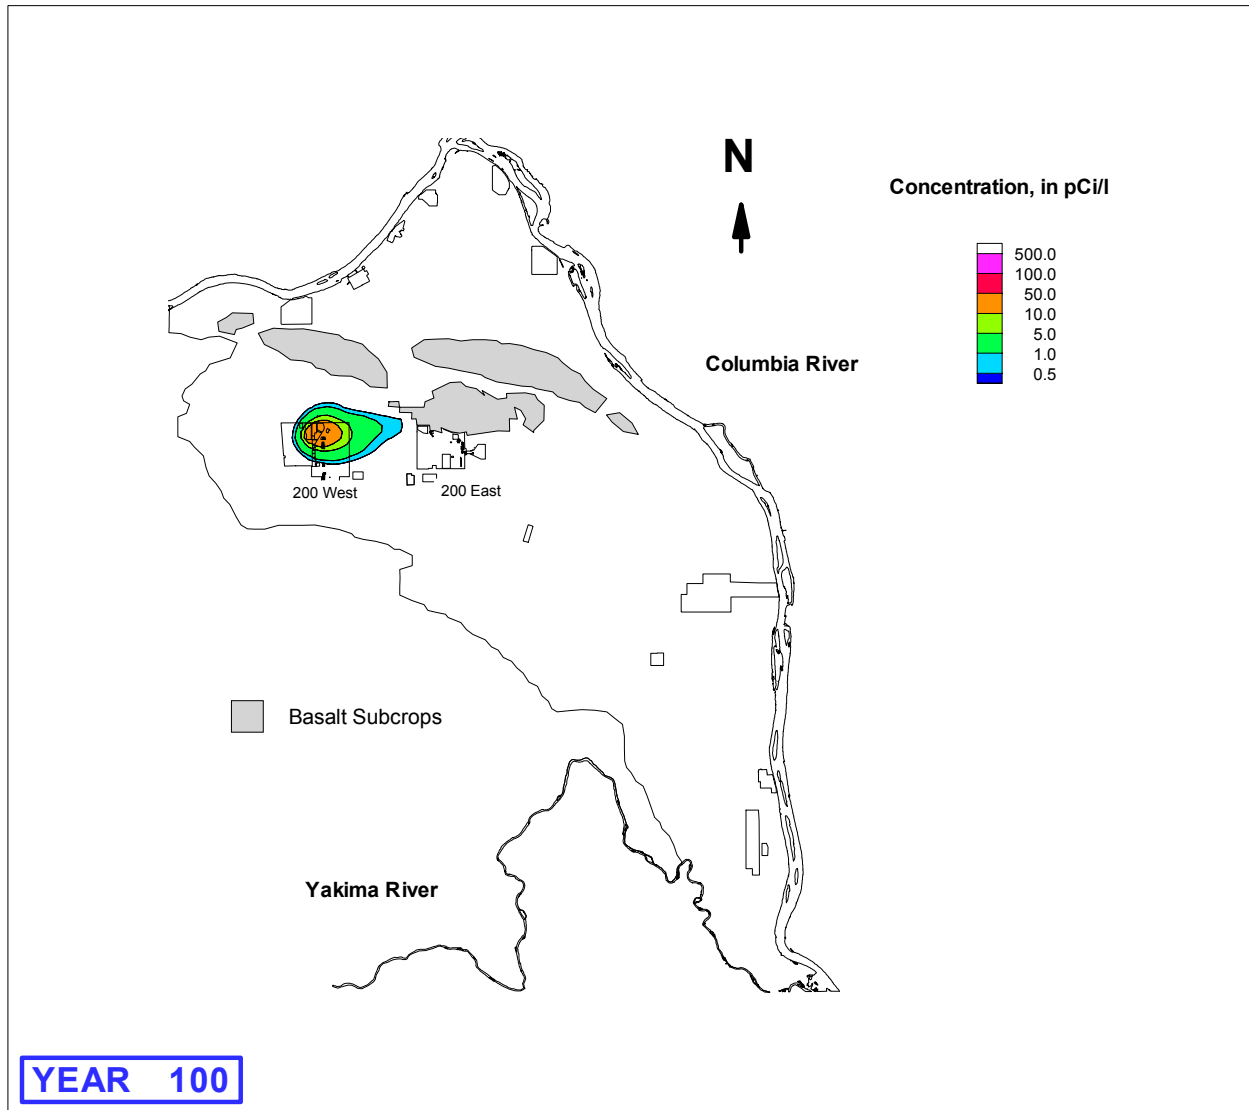 N
Concentration, in pCi/l
500.0
100.0
50.0
10.0
5.0
1.0
0.5
Columbia River
200 West
200 East
Basalt Subcrops
Yakima River
YEAR 100